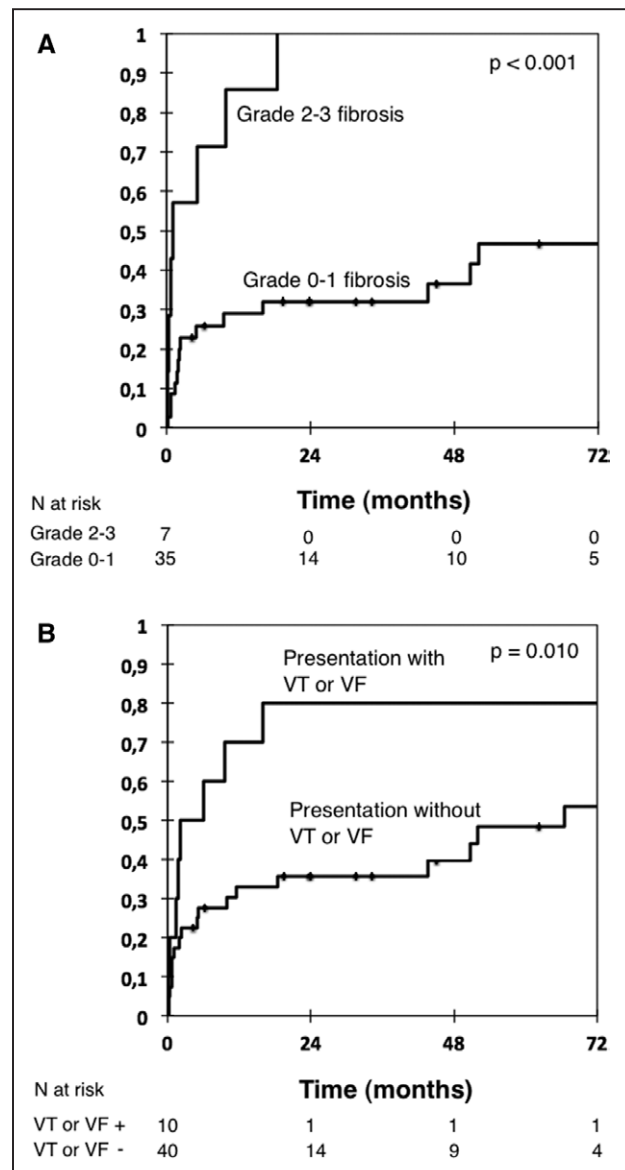 A
p < 0.001
1
0,9
0,8
0,7
0,6
0,5
0,4
0,3
0,2
0,1
0
Grade 2-3 fibrosis
Grade 0-1 fibrosis
0 24 48 72
N at risk Time (months)
Grade 2-3 7 0 0 0
Grade 0-1 35 14 10 5
B
p = 0.010
1
0,9
0,8
0,7
0,6
0,5
0,4
0,3
0,2
0,1
0
Presentation with
VT or VF
Presentation without
VT or VF
0 24 48 72
N at risk Time (months)
VT or VF + 10 1 1 1
VT or VF - 40 14 9 4